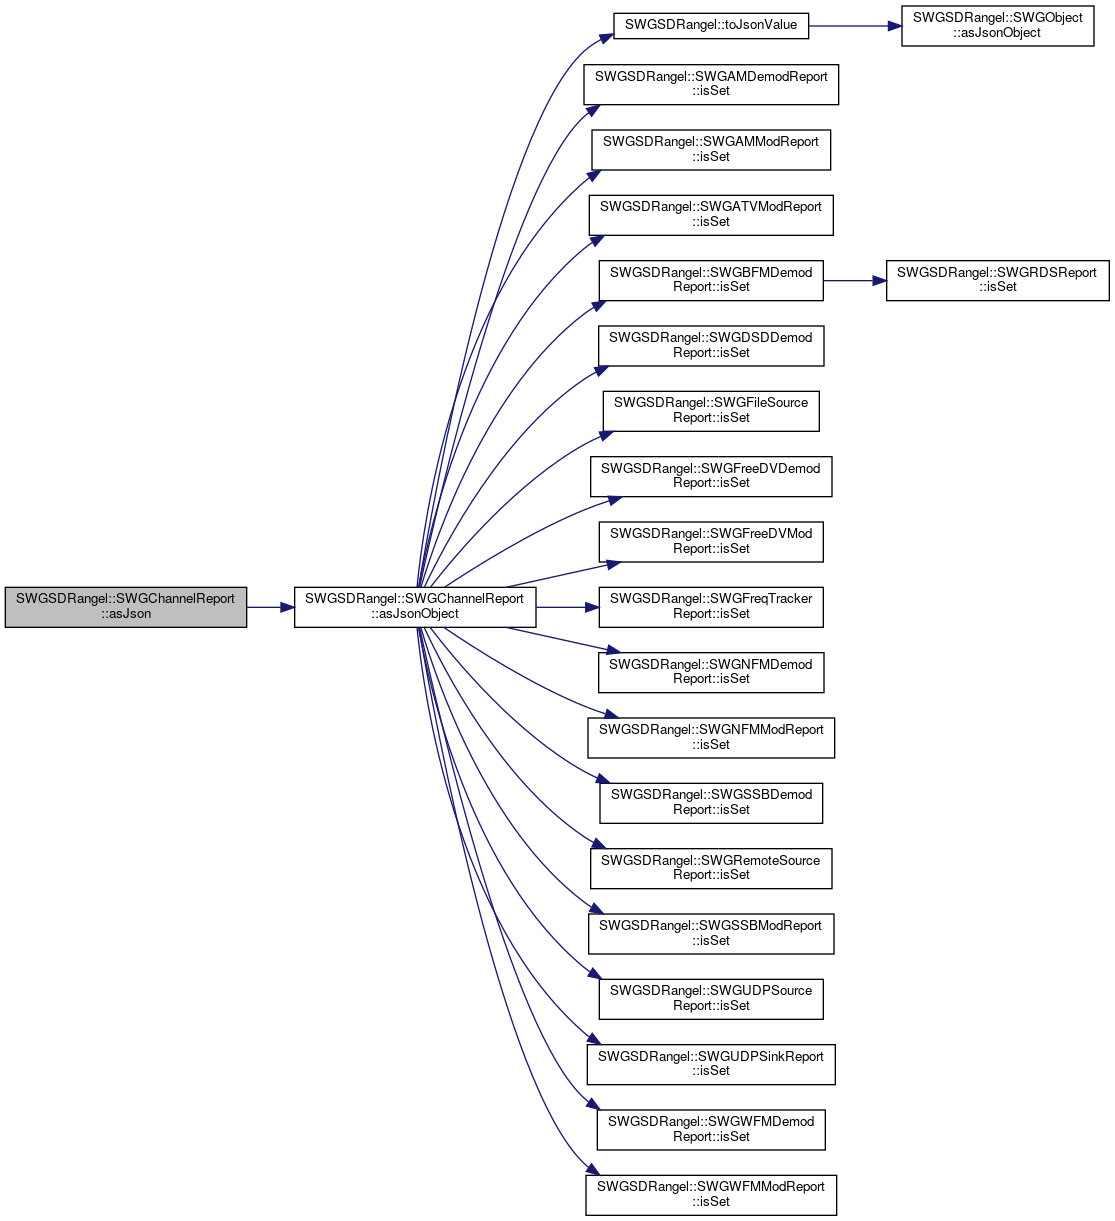 SWGSDRangel::toJsonValue
SWGSDRangel::SWGObject
::asJsonObject
SWGSDRangel::SWGAMDemodReport
::isSet
SWGSDRangel::SWGAMModReport
::isSet
SWGSDRangel::SWGATVModReport
::isSet
SWGSDRangel::SWGBFMDemod
Report::isSet
SWGSDRangel::SWGRDSReport
::isSet
SWGSDRangel::SWGDSDDemod
Report::isSet
SWGSDRangel::SWGFileSource
Report::isSet
SWGSDRangel::SWGFreeDVDemod
Report::isSet
SWGSDRangel::SWGFreeDVMod
Report::isSet
SWGSDRangel::SWGChannelReport
::asJson
SWGSDRangel::SWGChannelReport
::asJsonObject
SWGSDRangel::SWGFreqTracker
Report::isSet
SWGSDRangel::SWGNFMDemod
Report::isSet
SWGSDRangel::SWGNFMModReport
::isSet
SWGSDRangel::SWGSSBDemod
Report::isSet
SWGSDRangel::SWGRemoteSource
Report::isSet
SWGSDRangel::SWGSSBModReport
::isSet
SWGSDRangel::SWGUDPSource
Report::isSet
SWGSDRangel::SWGUDPSinkReport
::isSet
SWGSDRangel::SWGWFMDemod
Report::isSet
SWGSDRangel::SWGWFMModReport
::isSet